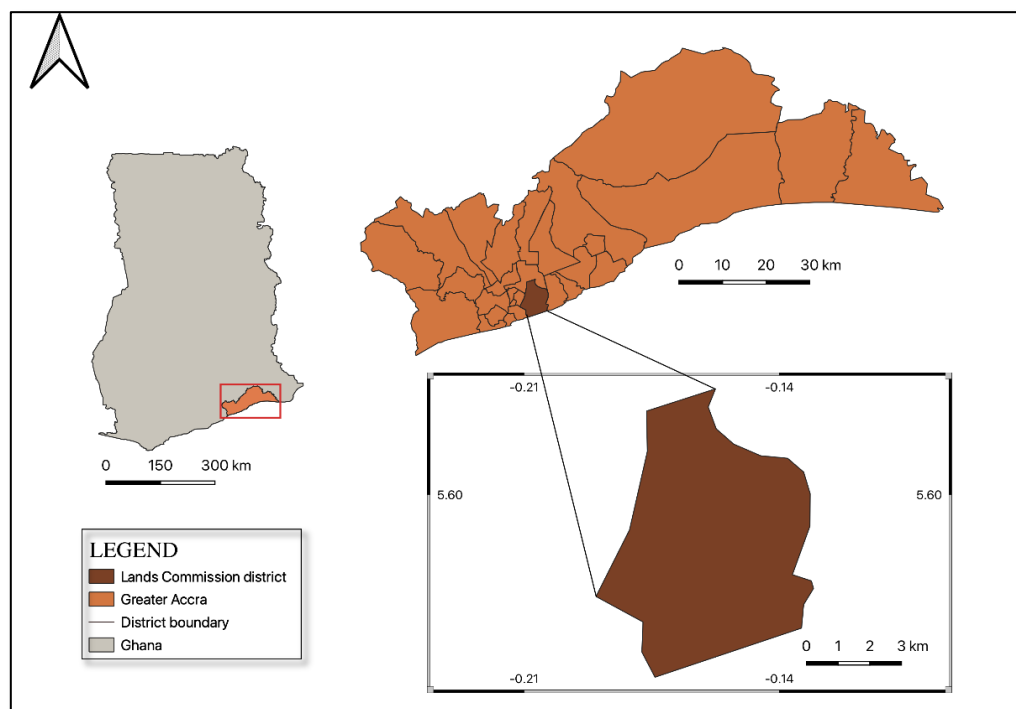 0 10 20 30 km
0 150 300 km
-0.21 -0.14
5.60 5.60
0 1 2 3 km
-0.21 -0.14
LEGEND
Lands Commission district
Greater Accra
District boundary
Ghana